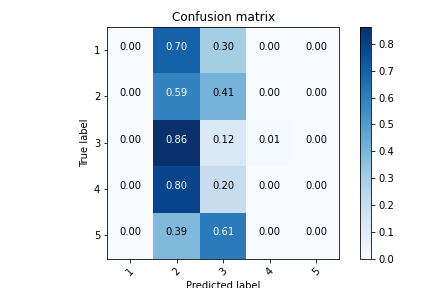 Confusion matrix
1 0.00 0.70 0.30 0.00 0.00
2 0.00 0.59 0.41 0.00 0.00
3 0.00 0.86 0.12 0.01 0.00
4 0.00 0.80 0.20 0.00 0.00
5 0.00 0.39 0.61 0.00 0.00
True label
1 2 3 4 5
Predicted label
0.8
0.7
0.6
0.5
0.4
0.3
0.2
0.1
0.0